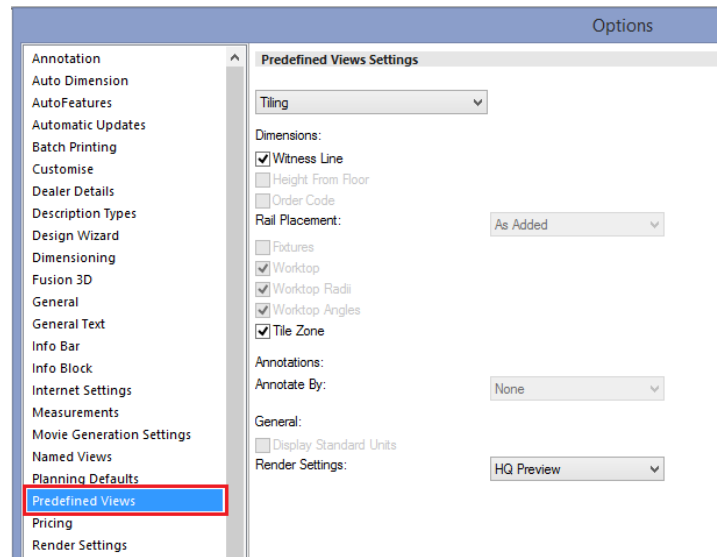 Options
Annotation
Auto Dimension
AutoFeatures
Automatic Updates
Batch Printing
Customise
Dealer Details
Description Types
Design Wizard
Dimensioning
Fusion 3D
General
General Text
Info Bar
Info Block
Internet Settings
Measurements
Movie Generation Settings
Named Views
Planning Defaults
Predefined Views
Pricing
Render Settings
Predefined Views Settings
Tiling
Dimensions:
Witness Line
Height From Floor
Order Code
Rail Placement: As Added
Fixtures
Worktop
Worktop Radii
Worktop Angles
Tile Zone
Annotations:
Annotate By: None
General:
Display Standard Units
Render Settings: HQ Preview